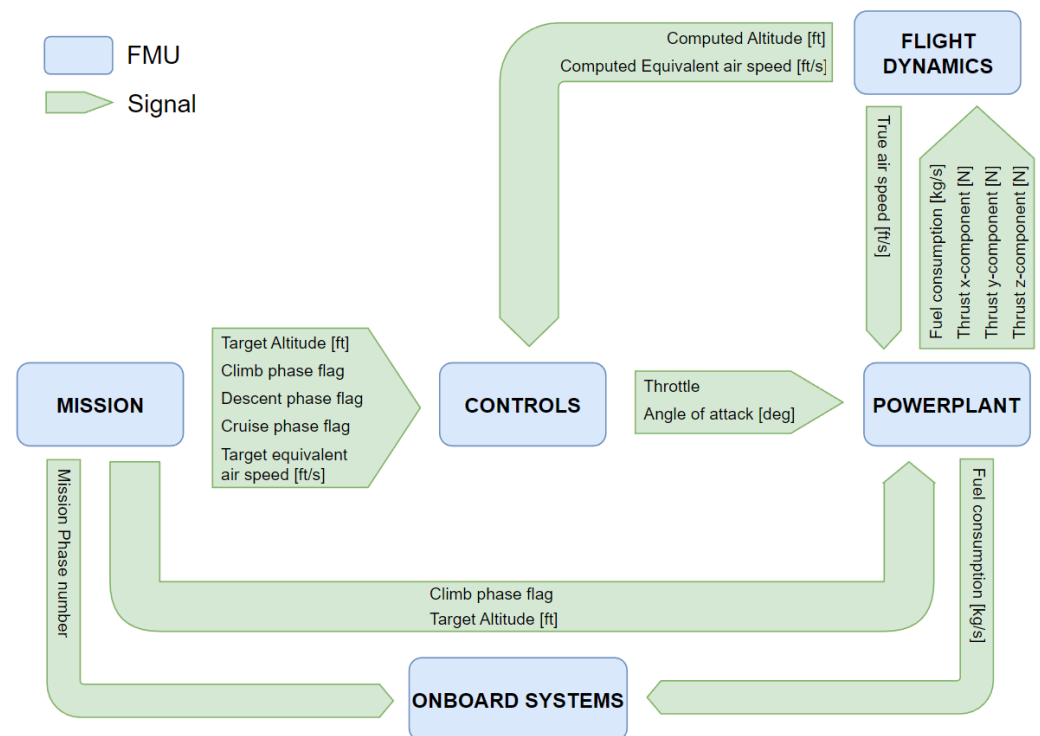 FMU
Signal
Computed Altitude [ft]
Computed Equivalent air speed [ft/s]
FLIGHT
DYNAMICS
True air speed [ft/s]
Fuel consumption [kg/s]
Thrust x-component [N]
Thrust y-component [N]
Thrust z-component [N]
MISSION
Target Altitude [ft]
Climb phase flag
Descent phase flag
Cruise phase flag
Target equivalent
air speed [ft/s]
CONTROLS
Throttle
Angle of attack [deg]
POWERPLANT
Mission Phase number
Climb phase flag
Target Altitude [ft]
Fuel consumption [kg/s]
ONBOARD SYSTEMS